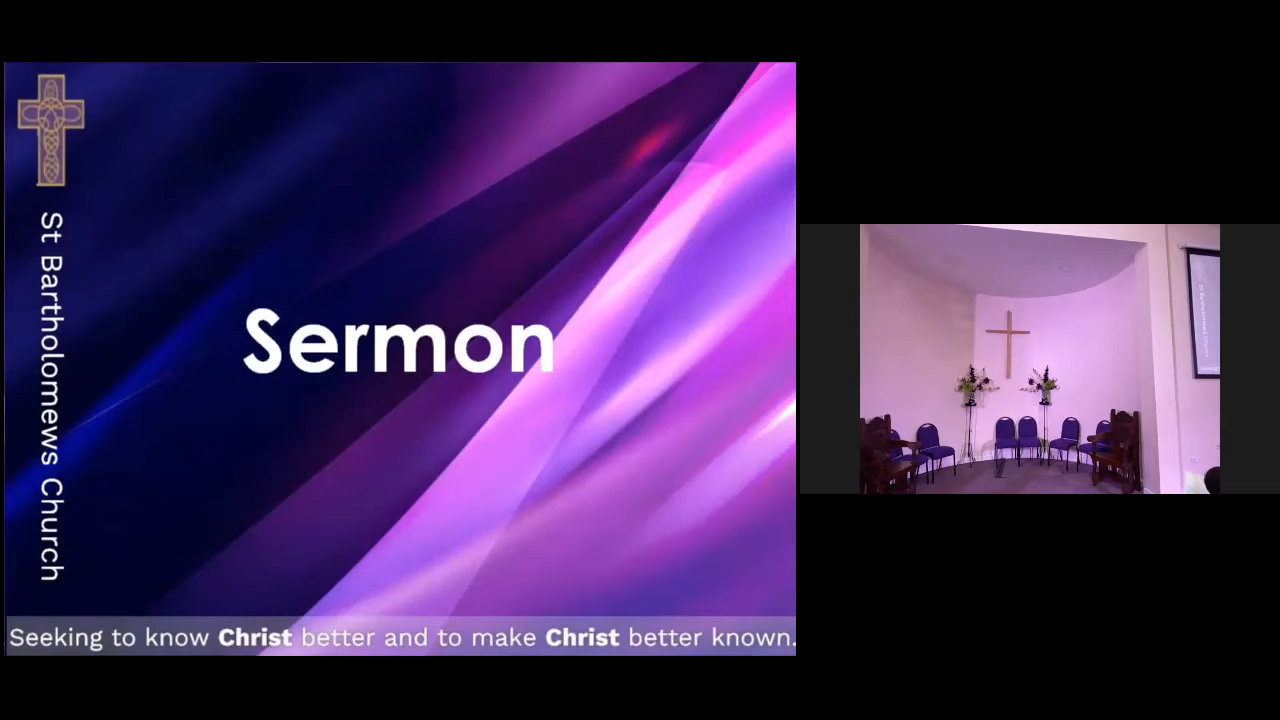 St Bartholomews Church
Sermon
Seeking to know Christ better and to make Christ better known.